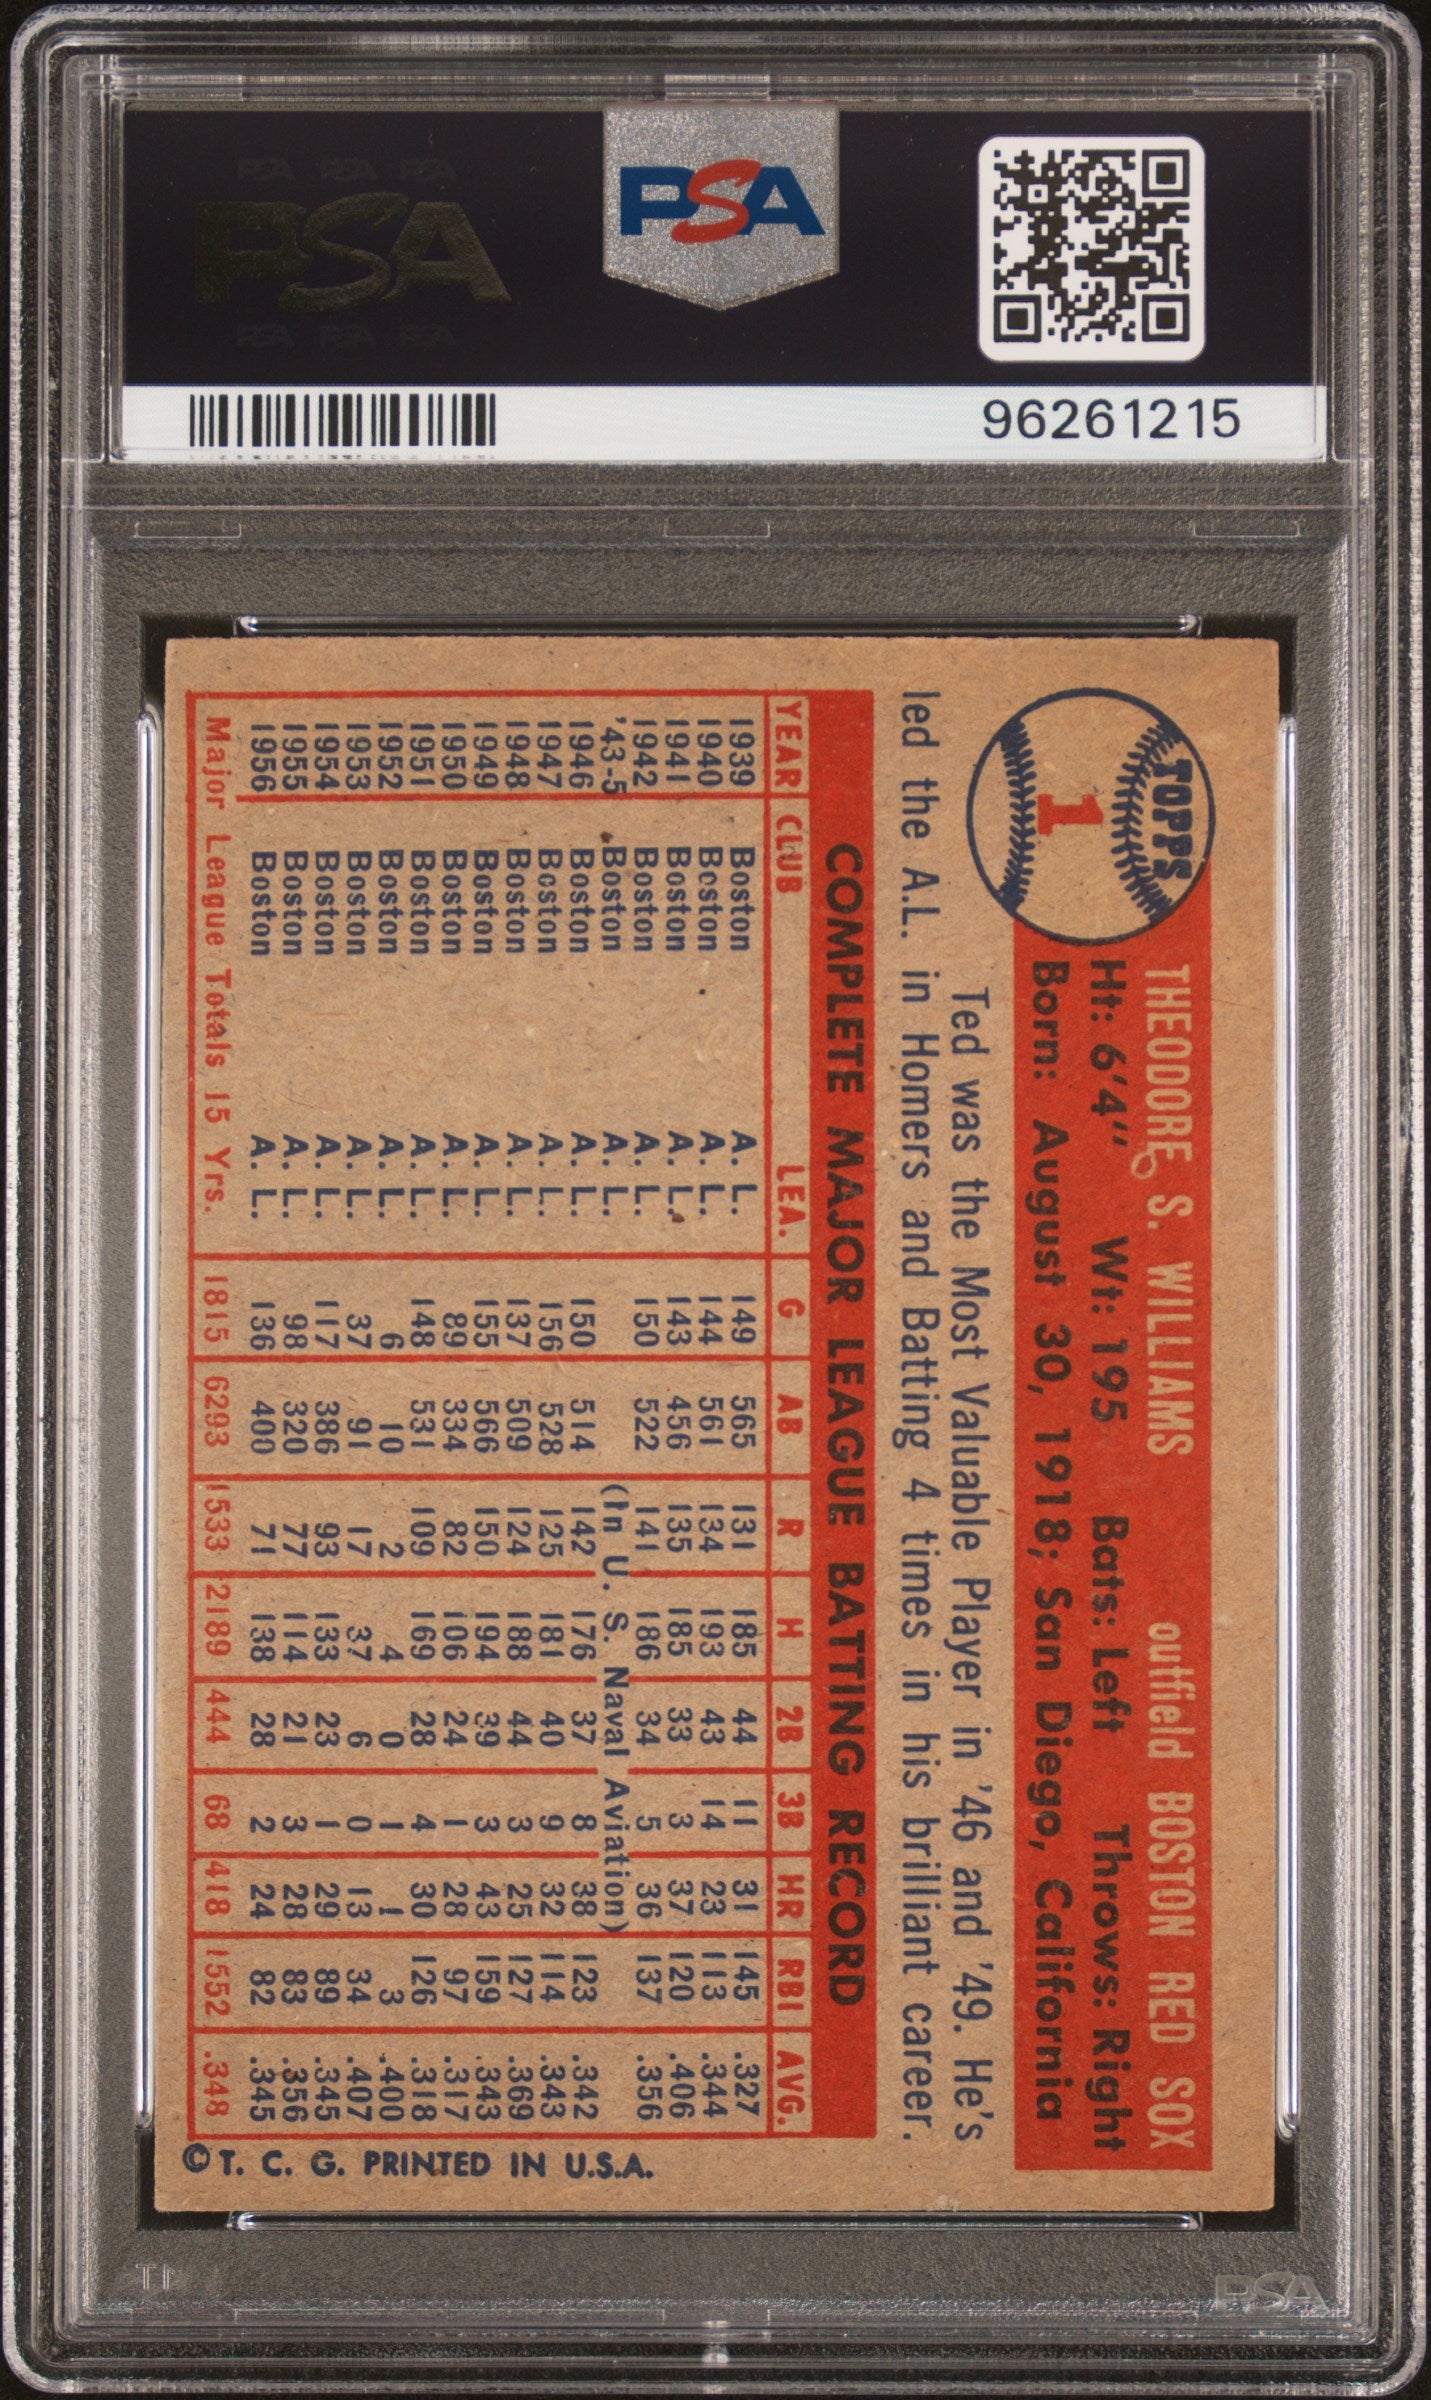 PSA PSA PSA
PSA
PSA PSA PSA
PSA
96261215
TOPPS
1
THEODORE S. WILLIAMS outfield BOSTON RED SOX
Ht: 6'4" Wt: 195 Bats: Left Throws: Right
Born: August 30, 1918; San Diego, California
Ted was the Most Valuable Player in '46 and '49. He's
led the A.L. in Homers and Batting 4 times in his brilliant career.
COMPLETE MAJOR LEAGUE BATTING RECORD
YEAR CLUB LEA. G AB R H 2B 3B HR RBI AVG.
1939 Boston A. L. 149 565 131 185 44 11 31 145 .327
1940 Boston A. L. 144 561 134 193 43 14 23 113 .344
1941 Boston A. L. 143 456 135 185 33 3 37 120 .406
1942 Boston A. L. 150 522 141 186 34 5 36 137 .356
'43-5 Boston A. L. (In U. S. Naval Aviation)
1946 Boston A. L. 150 514 142 176 37 8 38 123 .342
1947 Boston A. L. 156 528 125 181 40 9 32 114 .343
1948 Boston A. L. 137 509 124 188 44 3 25 127 .369
1949 Boston A. L. 155 566 150 194 39 3 43 159 .343
1950 Boston A. L. 89 334 82 106 24 1 28 97 .317
1951 Boston A. L. 148 531 109 169 28 4 30 126 .318
1952 Boston A. L. 6 10 2 4 0 1 1 3 .400
1953 Boston A. L. 37 91 17 37 6 0 13 34 .407
1954 Boston A. L. 117 386 93 133 23 1 29 89 .345
1955 Boston A. L. 98 320 77 114 21 3 28 83 .356
1956 Boston A. L. 136 400 71 138 28 2 24 82 .345
Major League Totals 15 Yrs. 1815 6293 1533 2189 444 68 418 1552 .348
© T. C. G. PRINTED IN U.S.A.
PSA